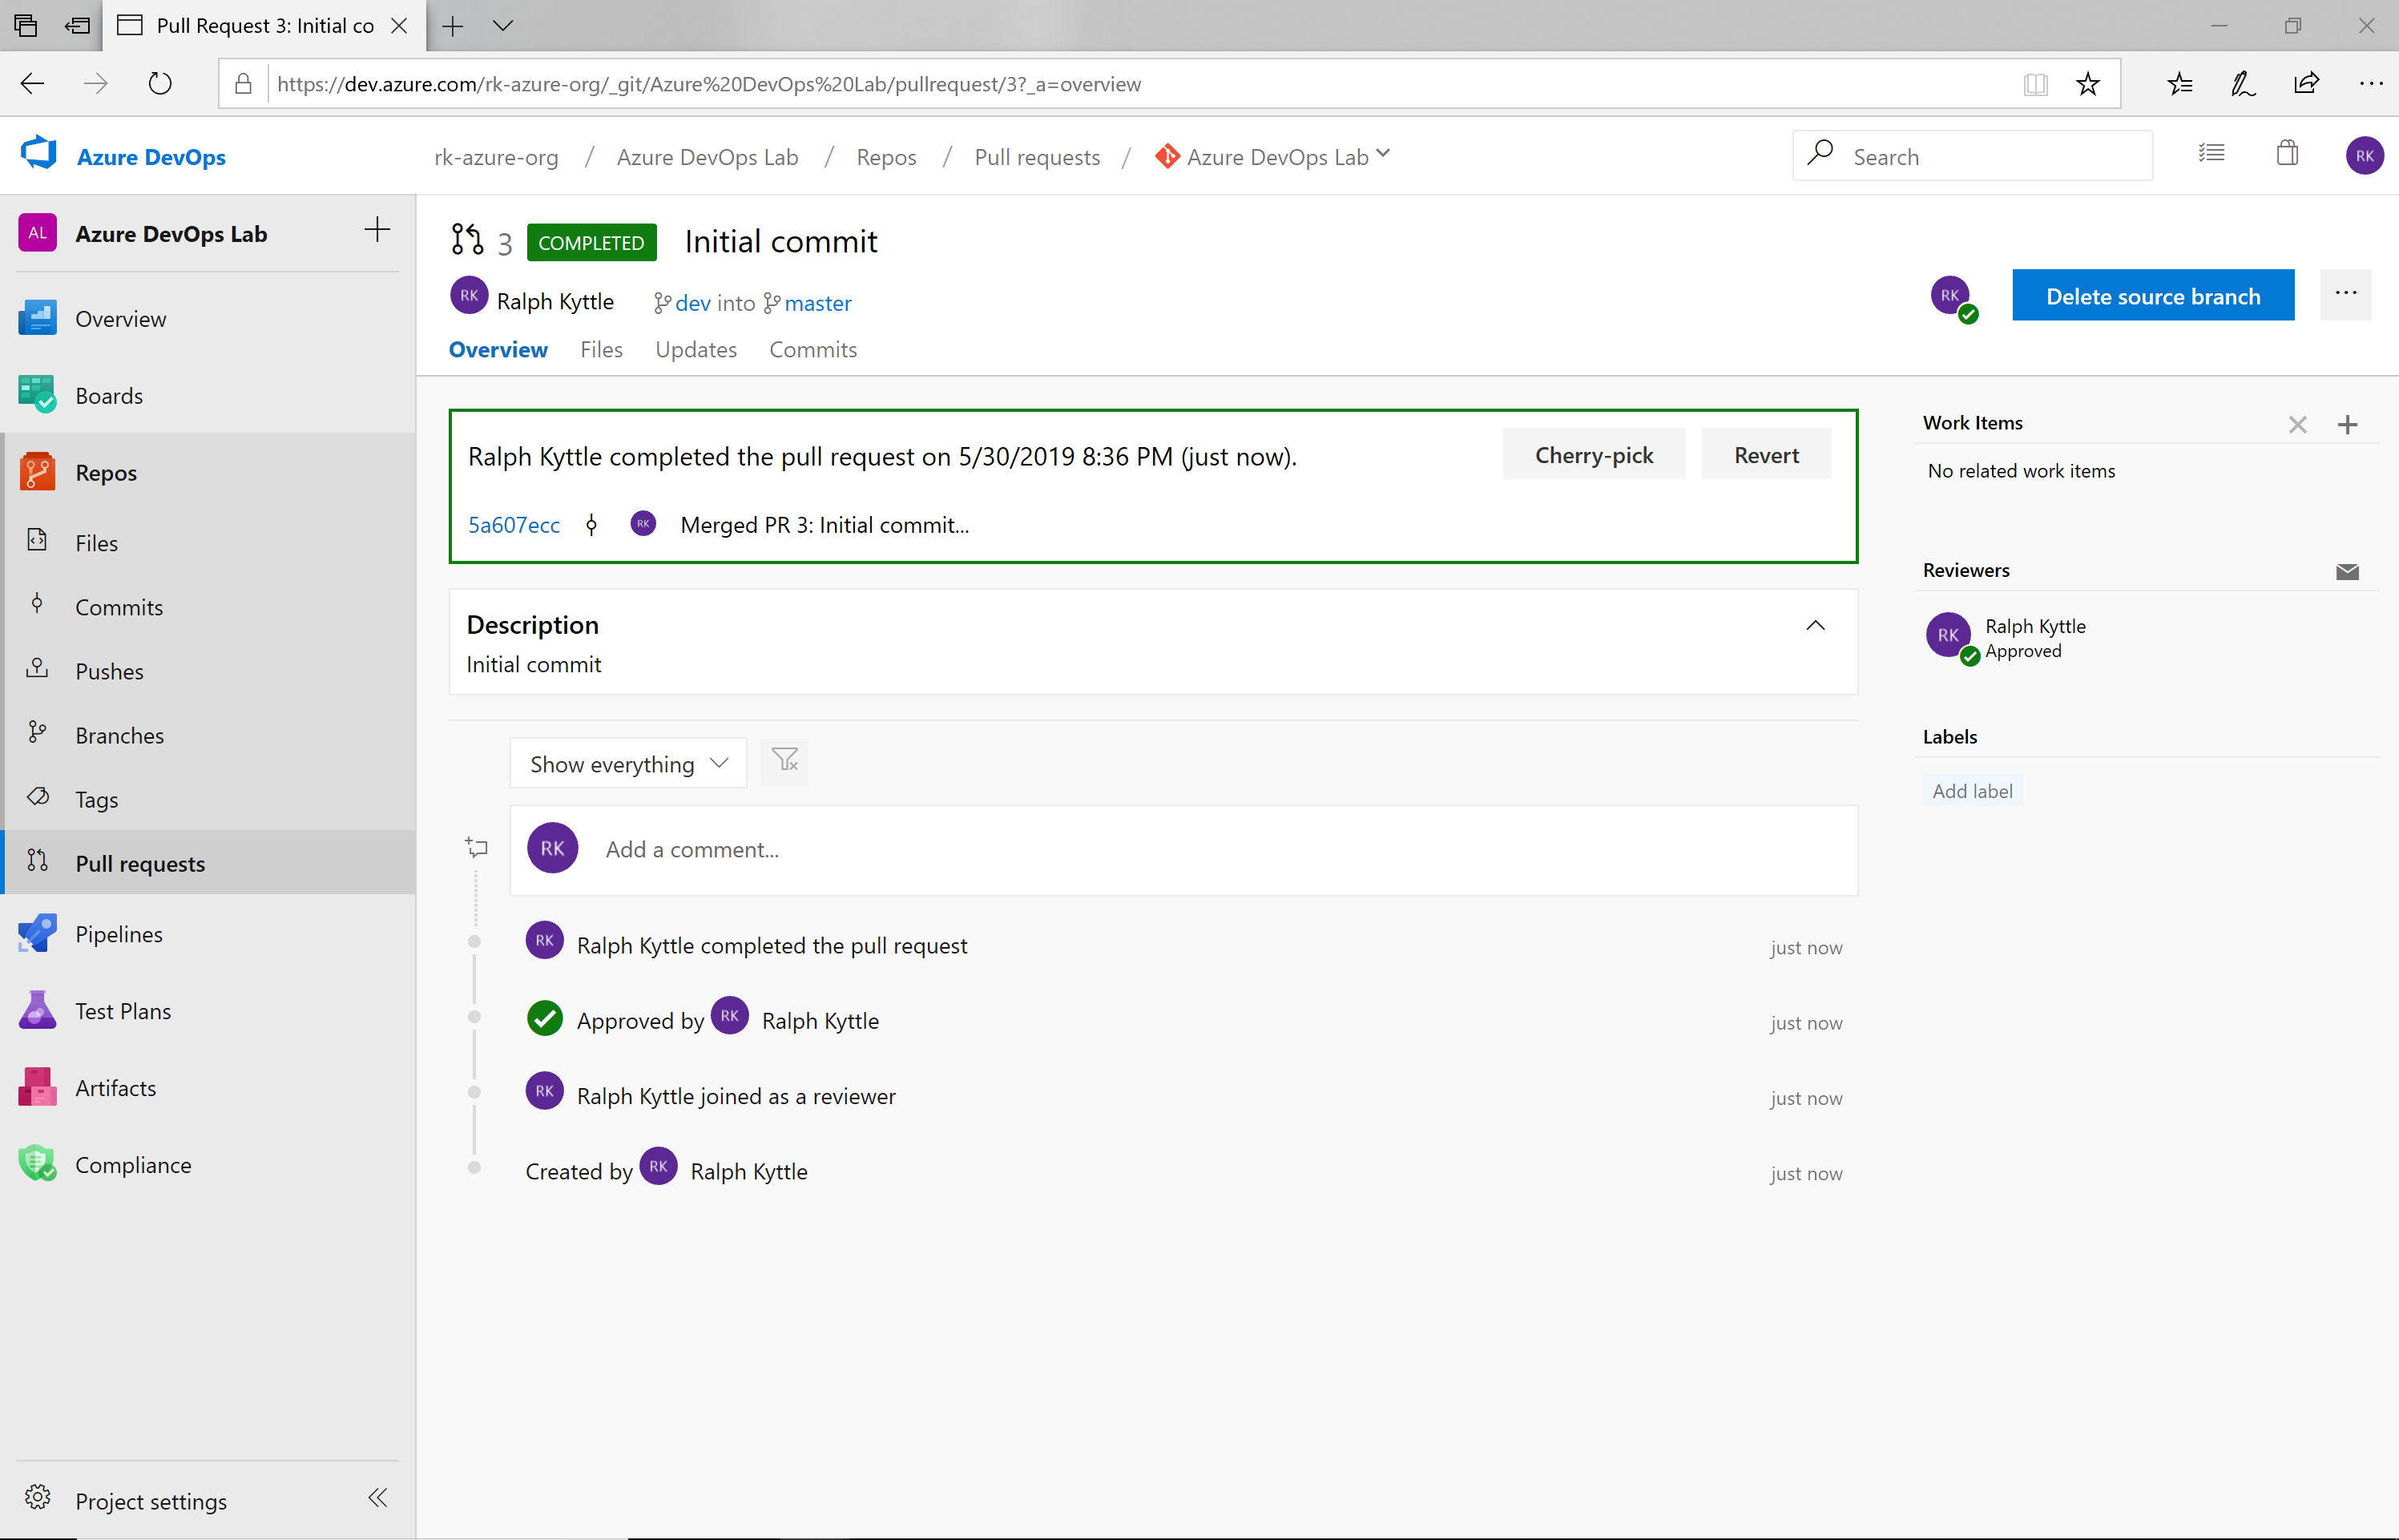 Pull Request 3: Initial co
https://dev.azure.com/rk-azure-org/_git/Azure%20DevOps%20Lab/pullrequest/3?_a=overview
Azure DevOps
rk-azure-org / Azure DevOps Lab / Repos / Pull requests / Azure DevOps Lab
Search
RK
AL Azure DevOps Lab
Overview
Boards
Repos
Files
Commits
Pushes
Branches
Tags
Pull requests
Pipelines
Test Plans
Artifacts
Compliance
Project settings
3 COMPLETED Initial commit
RK Ralph Kyttle dev into master
RK Delete source branch ...
Overview Files Updates Commits
Ralph Kyttle completed the pull request on 5/30/2019 8:36 PM (just now).
Cherry-pick Revert
5a607ecc RK Merged PR 3: Initial commit...
Description
Initial commit
Show everything
RK Add a comment...
RK Ralph Kyttle completed the pull request just now
Approved by RK Ralph Kyttle just now
RK Ralph Kyttle joined as a reviewer just now
Created by RK Ralph Kyttle just now
Work Items
No related work items
Reviewers
RK Ralph Kyttle
Approved
Labels
Add label